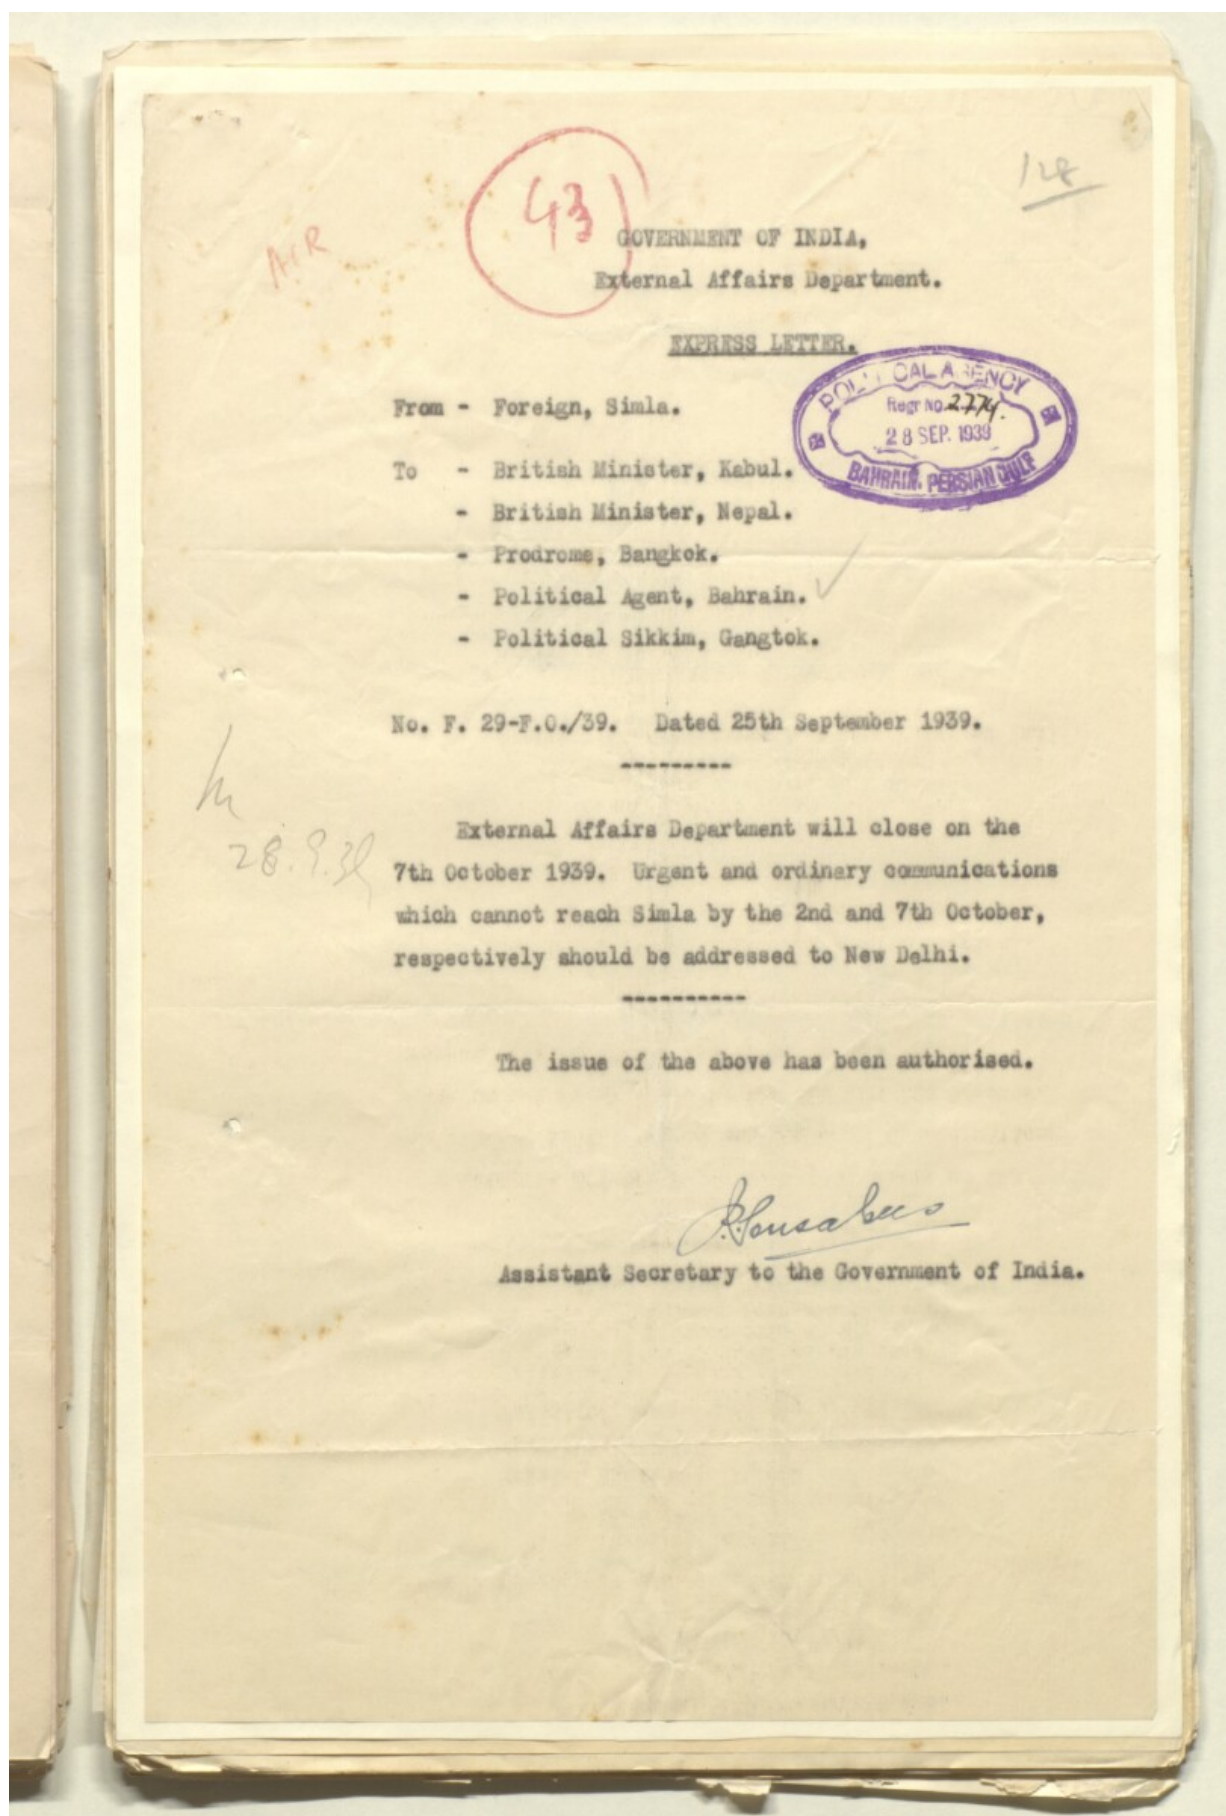 43
128
AIR
GOVERNMENT OF INDIA,
External Affairs Department.
EXPRESS LETTER.
POLITICAL AGENCY
Regr No. 2774.
28 SEP. 1939
BAHRAIN. PERSIAN GULF
From - Foreign, Simla.
To - British Minister, Kabul.
- British Minister, Nepal.
- Prodrome, Bangkok.
- Political Agent, Bahrain. ✓
- Political Sikkim, Gangtok.
No. F. 29-F.O./39. Dated 25th September 1939.
---------
28.9.39
External Affairs Department will close on the
7th October 1939. Urgent and ordinary communications
which cannot reach Simla by the 2nd and 7th October,
respectively should be addressed to New Delhi.
----------
The issue of the above has been authorised.
Assistant Secretary to the Government of India.